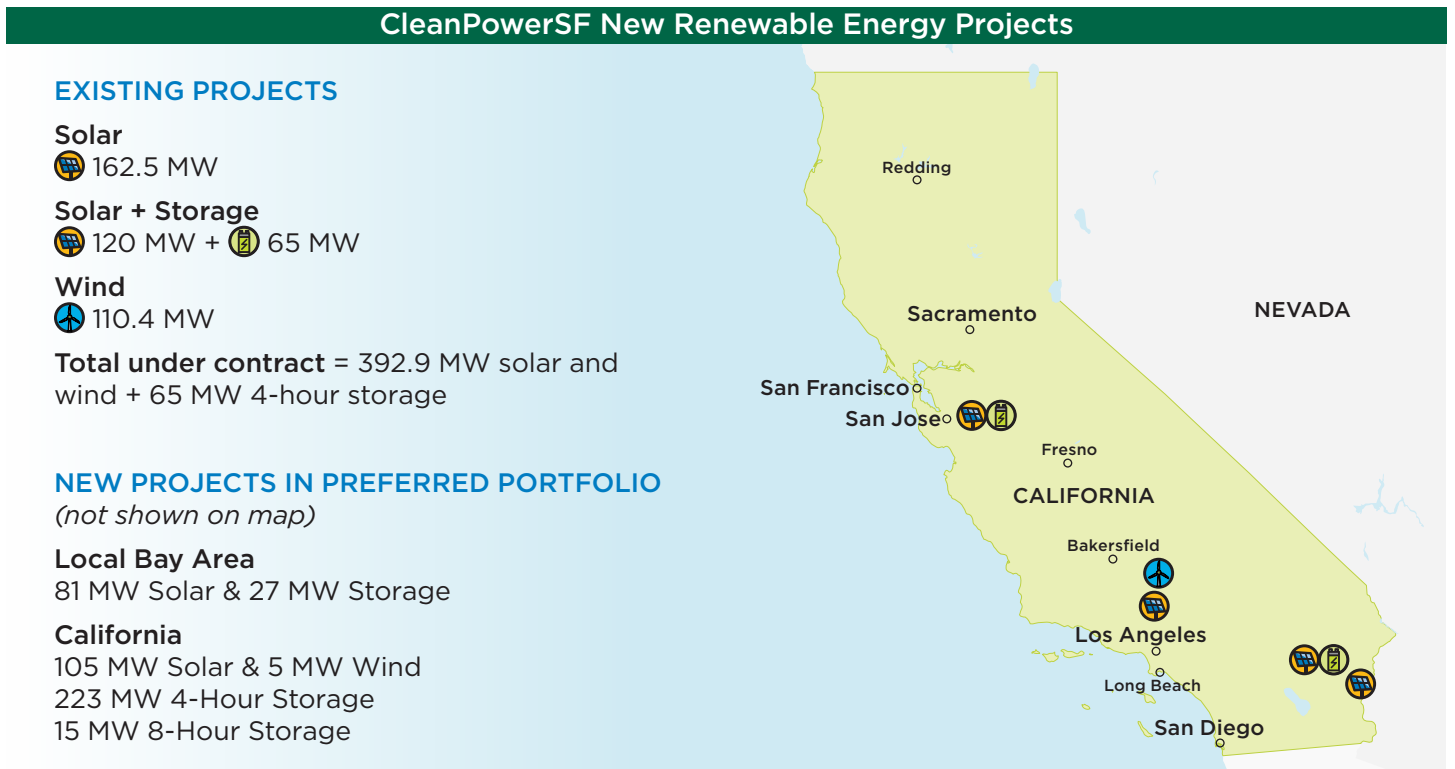 CleanPowerSF New Renewable Energy Projects
EXISTING PROJECTS
Solar
162.5 MW
Solar + Storage
120 MW + 65 MW
Wind
110.4 MW
Total under contract = 392.9 MW solar and
wind + 65 MW 4-hour storage
NEW PROJECTS IN PREFERRED PORTFOLIO
(not shown on map)
Local Bay Area
81 MW Solar & 27 MW Storage
California
105 MW Solar & 5 MW Wind
223 MW 4-Hour Storage
15 MW 8-Hour Storage
Redding
Sacramento
NEVADA
San Francisco
San Jose
Fresno
CALIFORNIA
Bakersfield
Los Angeles
Long Beach
San Diego